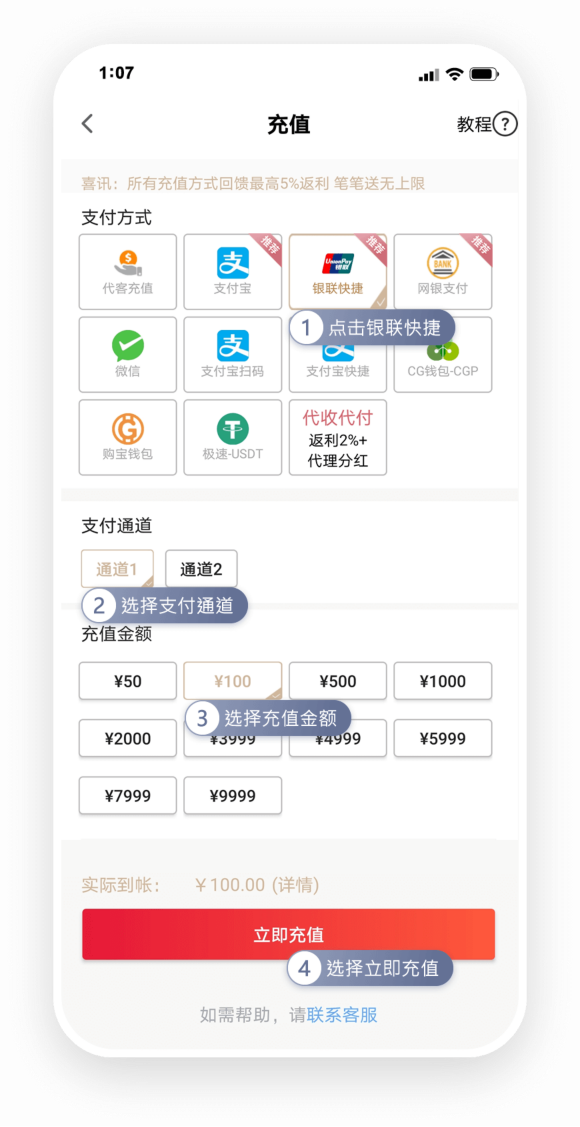 1:07
充值
教程?
喜讯：所有充值方式回馈最高5%返利 笔笔送无上限
支付方式
代客充值
支
支付宝
推荐
UnionPay
银联
银联快捷
推荐
BANK
网银支付
推荐
1 点击银联快捷
微信
支
支付宝扫码
支付宝快捷
CG钱包-CGP
购宝钱包
极速-USDT
代收代付
返利2%+
代理分红
支付通道
通道1
通道2
2 选择支付通道
充值金额
¥50
¥100
¥500
¥1000
3 选择充值金额
¥2000
¥3999
¥4999
¥5999
¥7999
¥9999
实际到帐： ￥100.00 (详情)
立即充值
4 选择立即充值
如需帮助，请联系客服